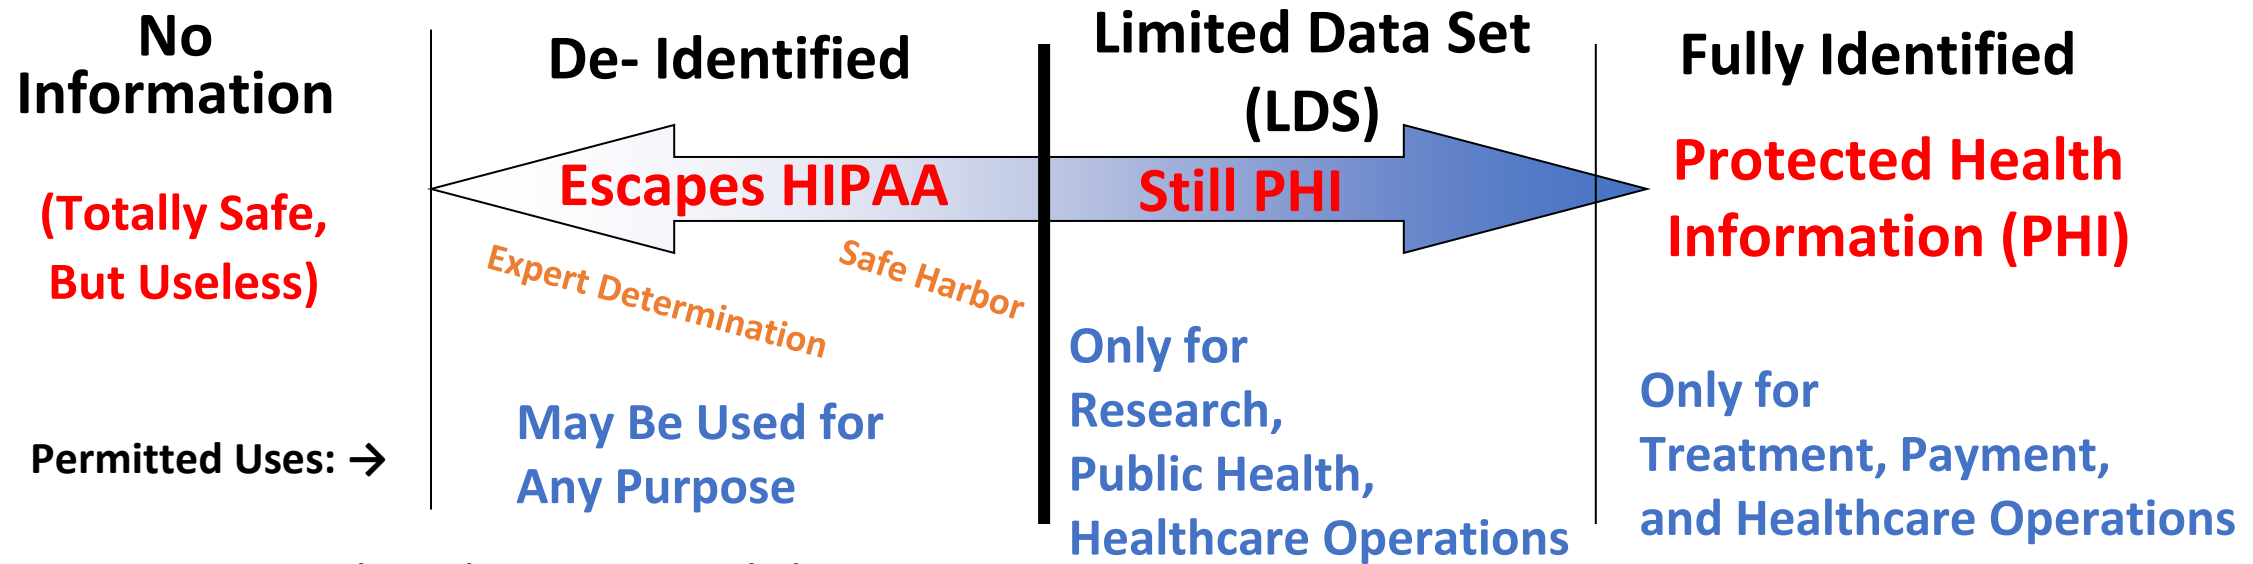 No
Information
(Totally Safe,
But Useless)
De- Identified
Escapes HIPAA
Expert Determination
Safe Harbor
Limited Data Set
(LDS)
Still PHI
Fully Identified
Protected Health
Information (PHI)
Permitted Uses: →
May Be Used for
Any Purpose
Only for
Research,
Public Health,
Healthcare Operations
Only for
Treatment, Payment,
and Healthcare Operations